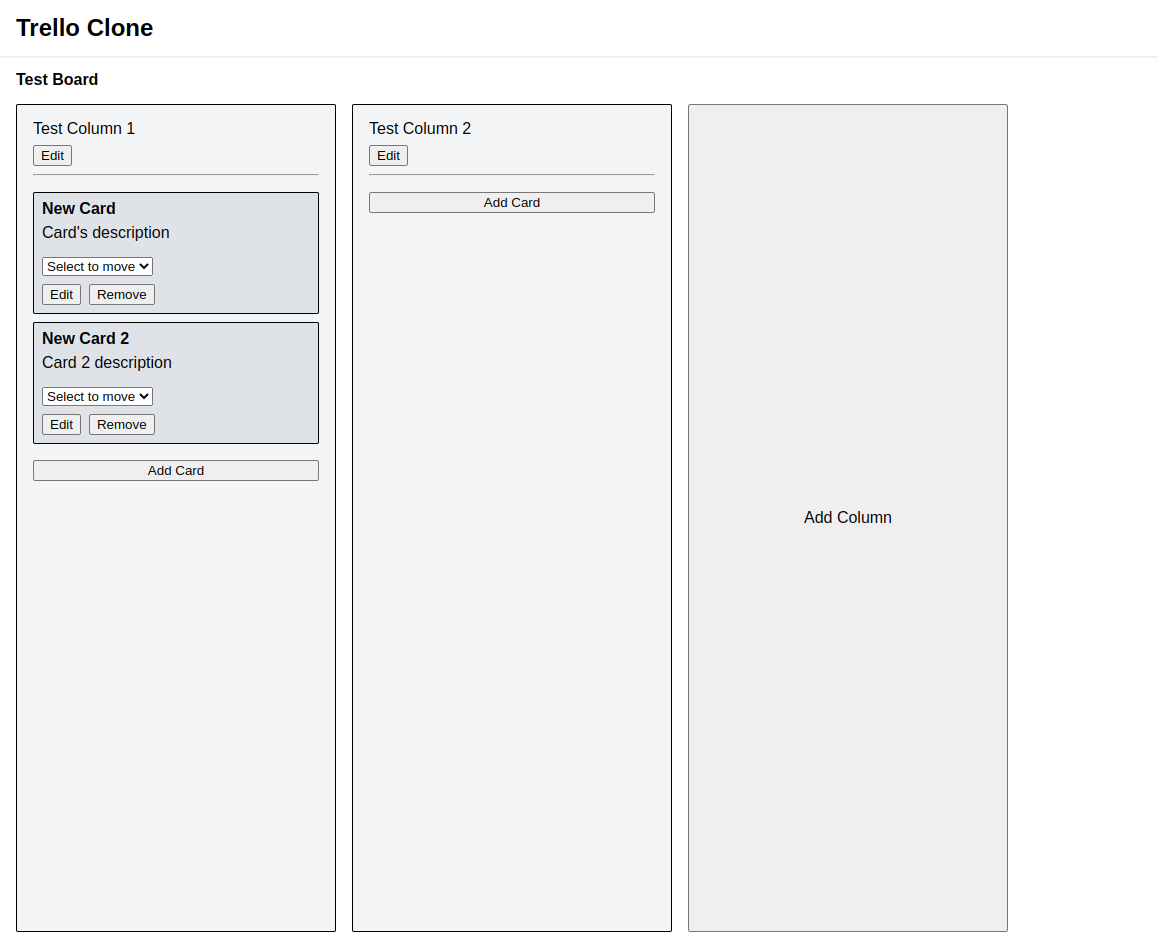 Trello Clone
Test Board
Test Column 1
Edit
New Card
Card's description
Select to move
Edit Remove
New Card 2
Card 2 description
Select to move
Edit Remove
Add Card
Test Column 2
Edit
Add Card
Add Column